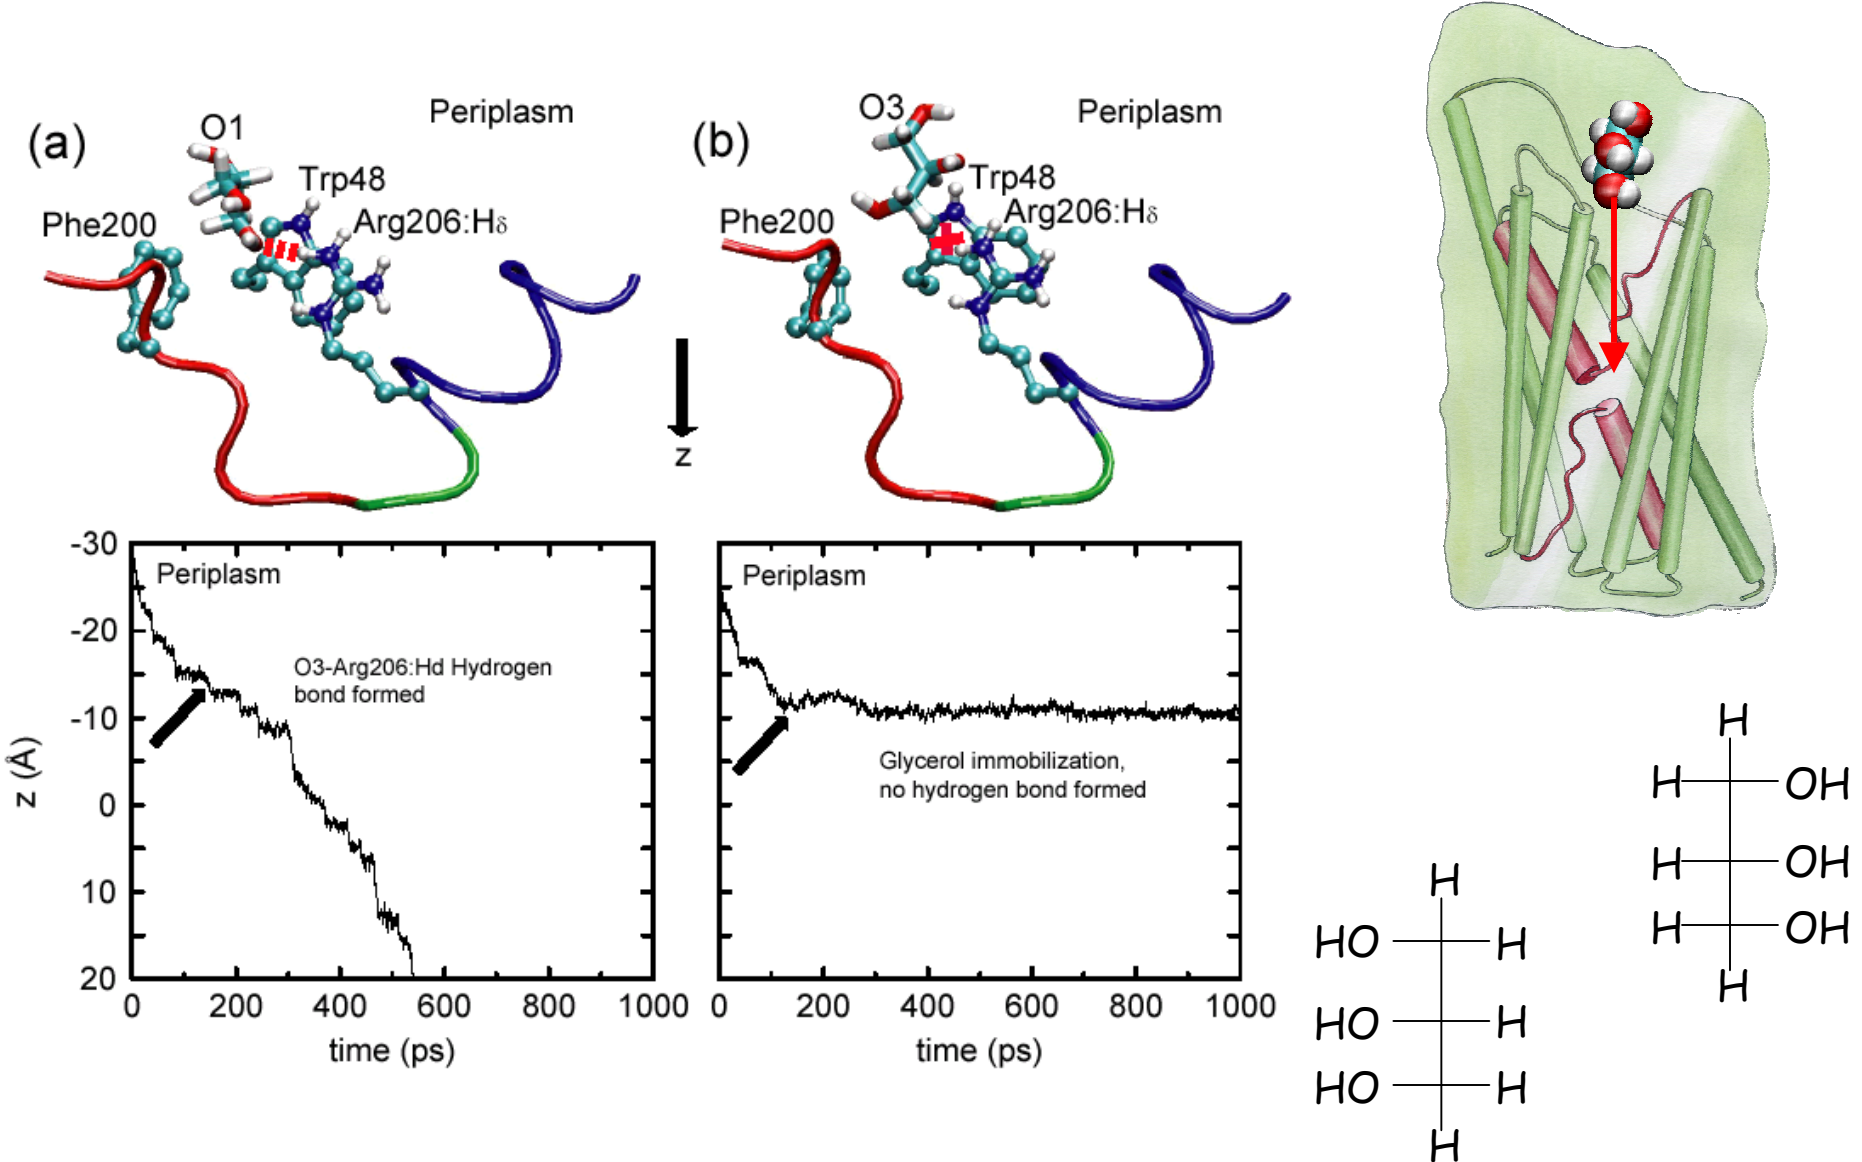 (a)
O1
Periplasm
Trp48
Phe200
Arg206:Hδ
z
(b)
O3
Periplasm
Trp48
Phe200
Arg206:Hδ
z (Å)
-30
-20
-10
0
10
20
Periplasm
O3-Arg206:Hd Hydrogen
bond formed
0 200 400 600 800 1000
time (ps)
Periplasm
Glycerol immobilization,
no hydrogen bond formed
0 200 400 600 800 1000
time (ps)
H
HO H
HO H
HO H
H
H
H OH
H OH
H OH
H